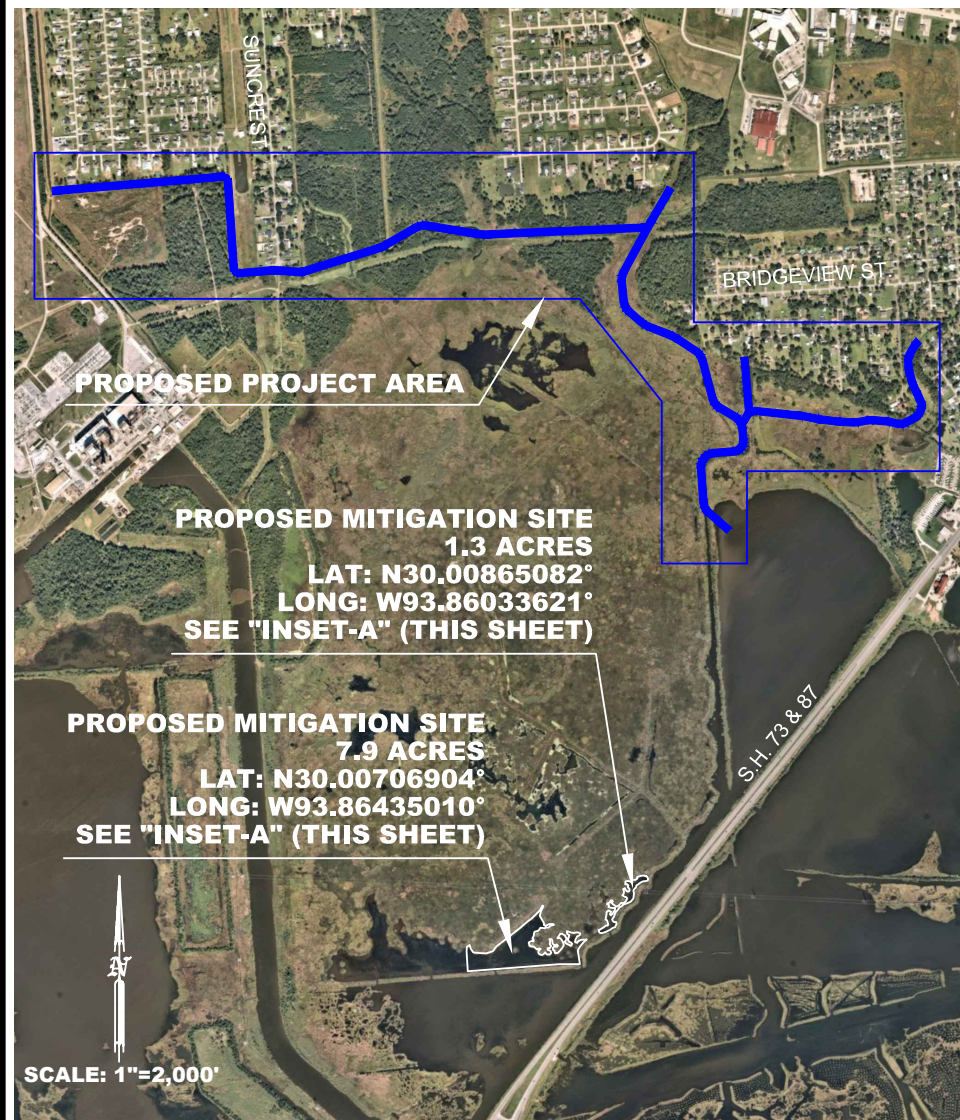 SUNCREST
BRIDGEVIEW ST.
PROPOSED PROJECT AREA
PROPOSED MITIGATION SITE
1.3 ACRES
LAT: N30.00865082°
LONG: W93.86033621°
SEE "INSET-A" (THIS SHEET)
S.H. 73 & 87
PROPOSED MITIGATION SITE
7.9 ACRES
LAT: N30.00706904°
LONG: W93.86435010°
SEE "INSET-A" (THIS SHEET)
N
SCALE: 1"=2,000'